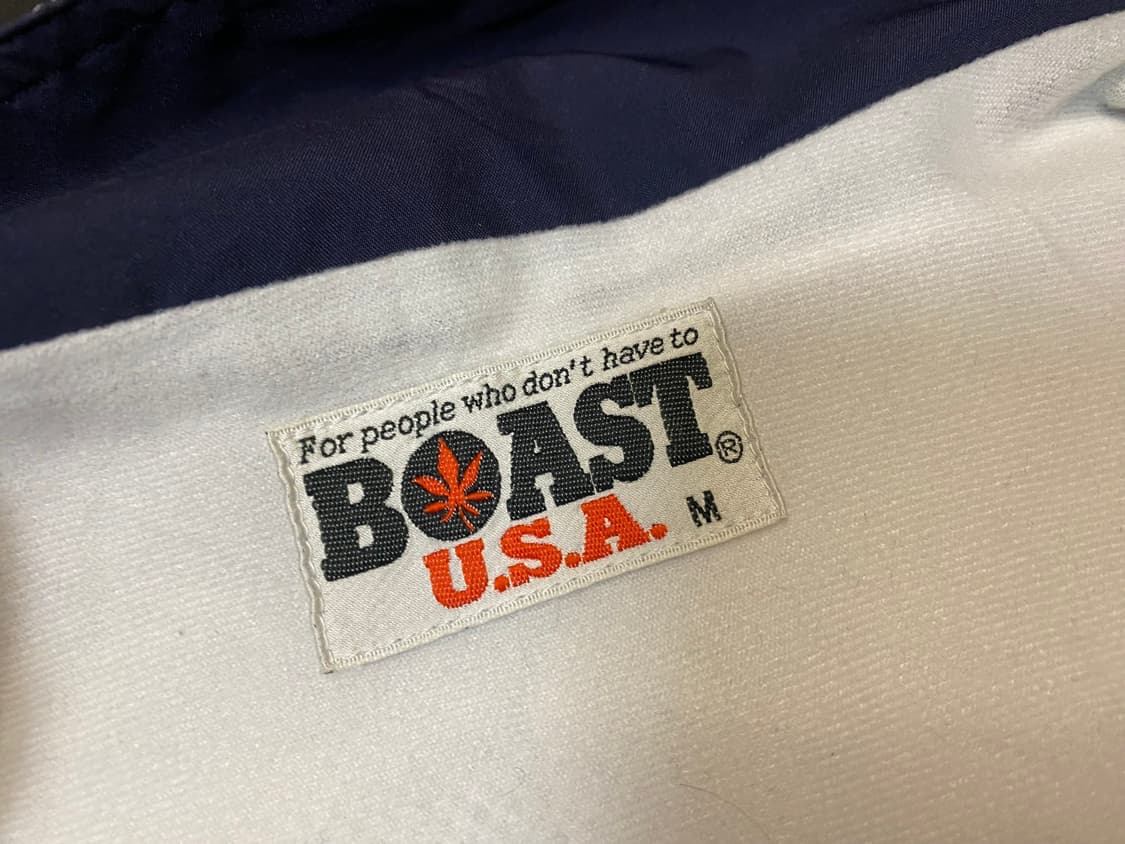 For people who don't have to
BOAST®
U.S.A. M